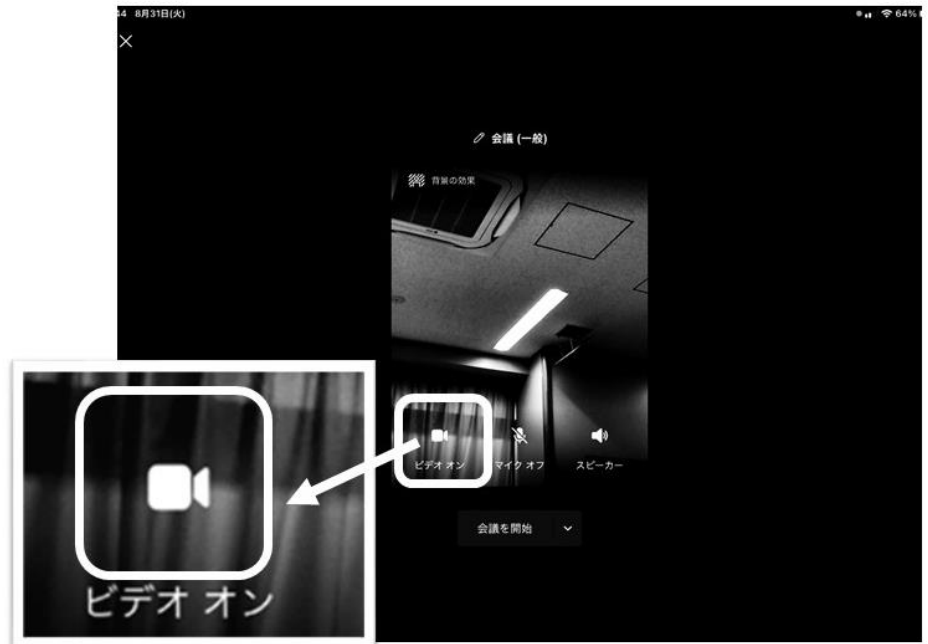 44 8月31日(火)
64%
会議 (一般)
背景の効果
ビデオ オン
マイク オフ
スピーカー
会議を開始
ビデオ オン